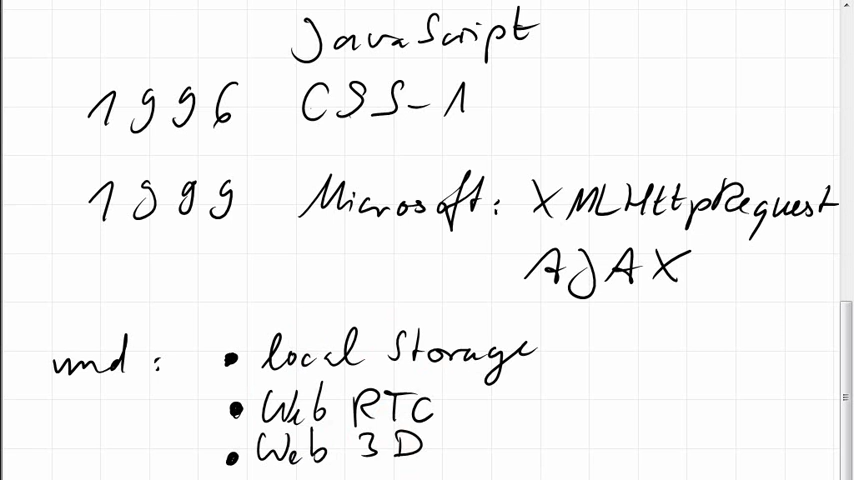 JavaScript
1996 CSS-1
1999 Microsoft: XMLHttpRequest
AJAX
und: • local Storage
• Web RTC
• Web 3D